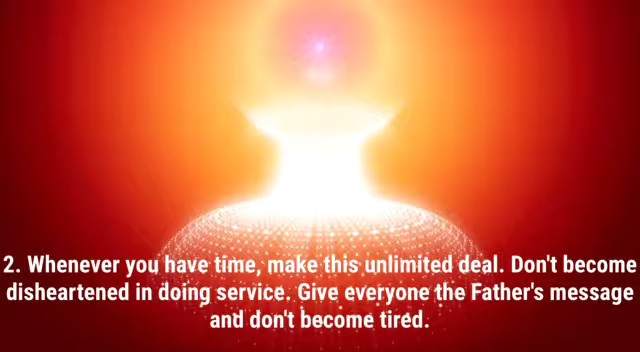 2. Whenever you have time, make this unlimited deal. Don't become
disheartened in doing service. Give everyone the Father's message
and don't become tired.